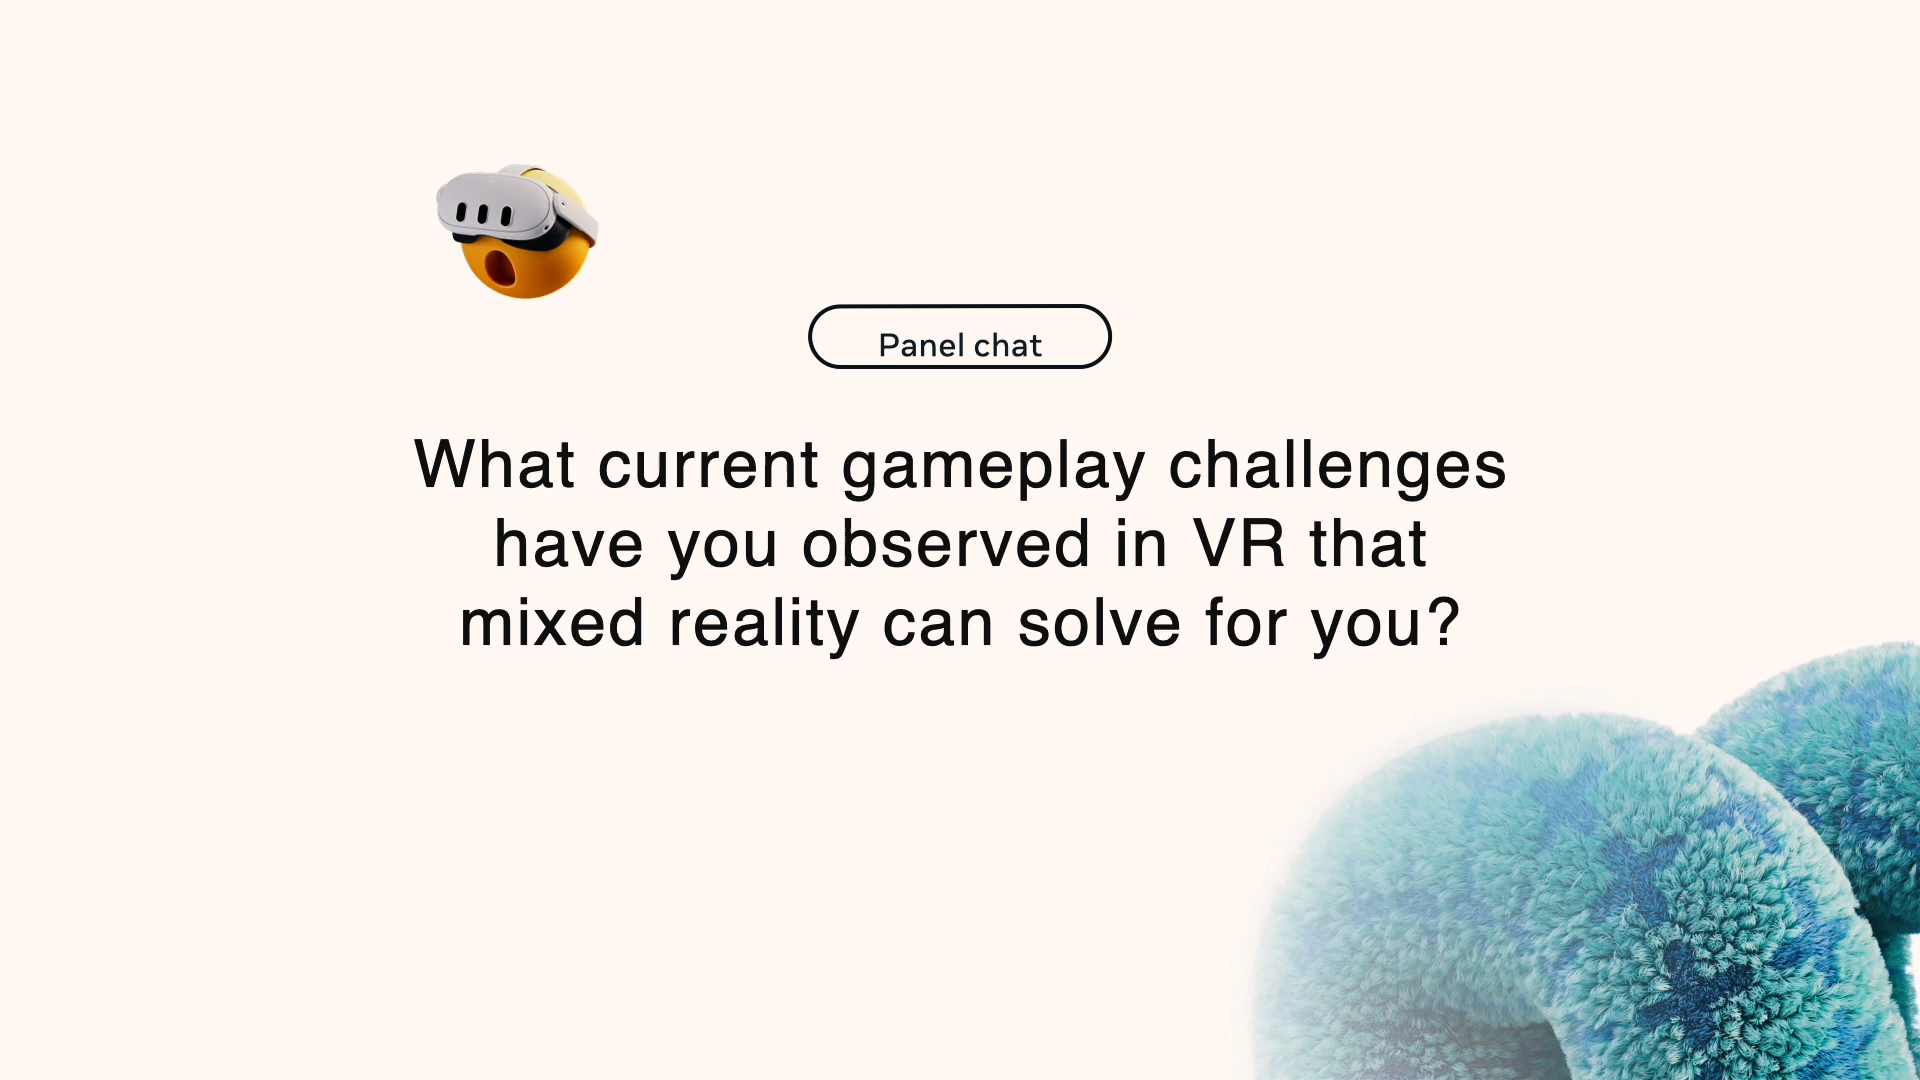 Panel chat
What current gameplay challenges
have you observed in VR that
mixed reality can solve for you?